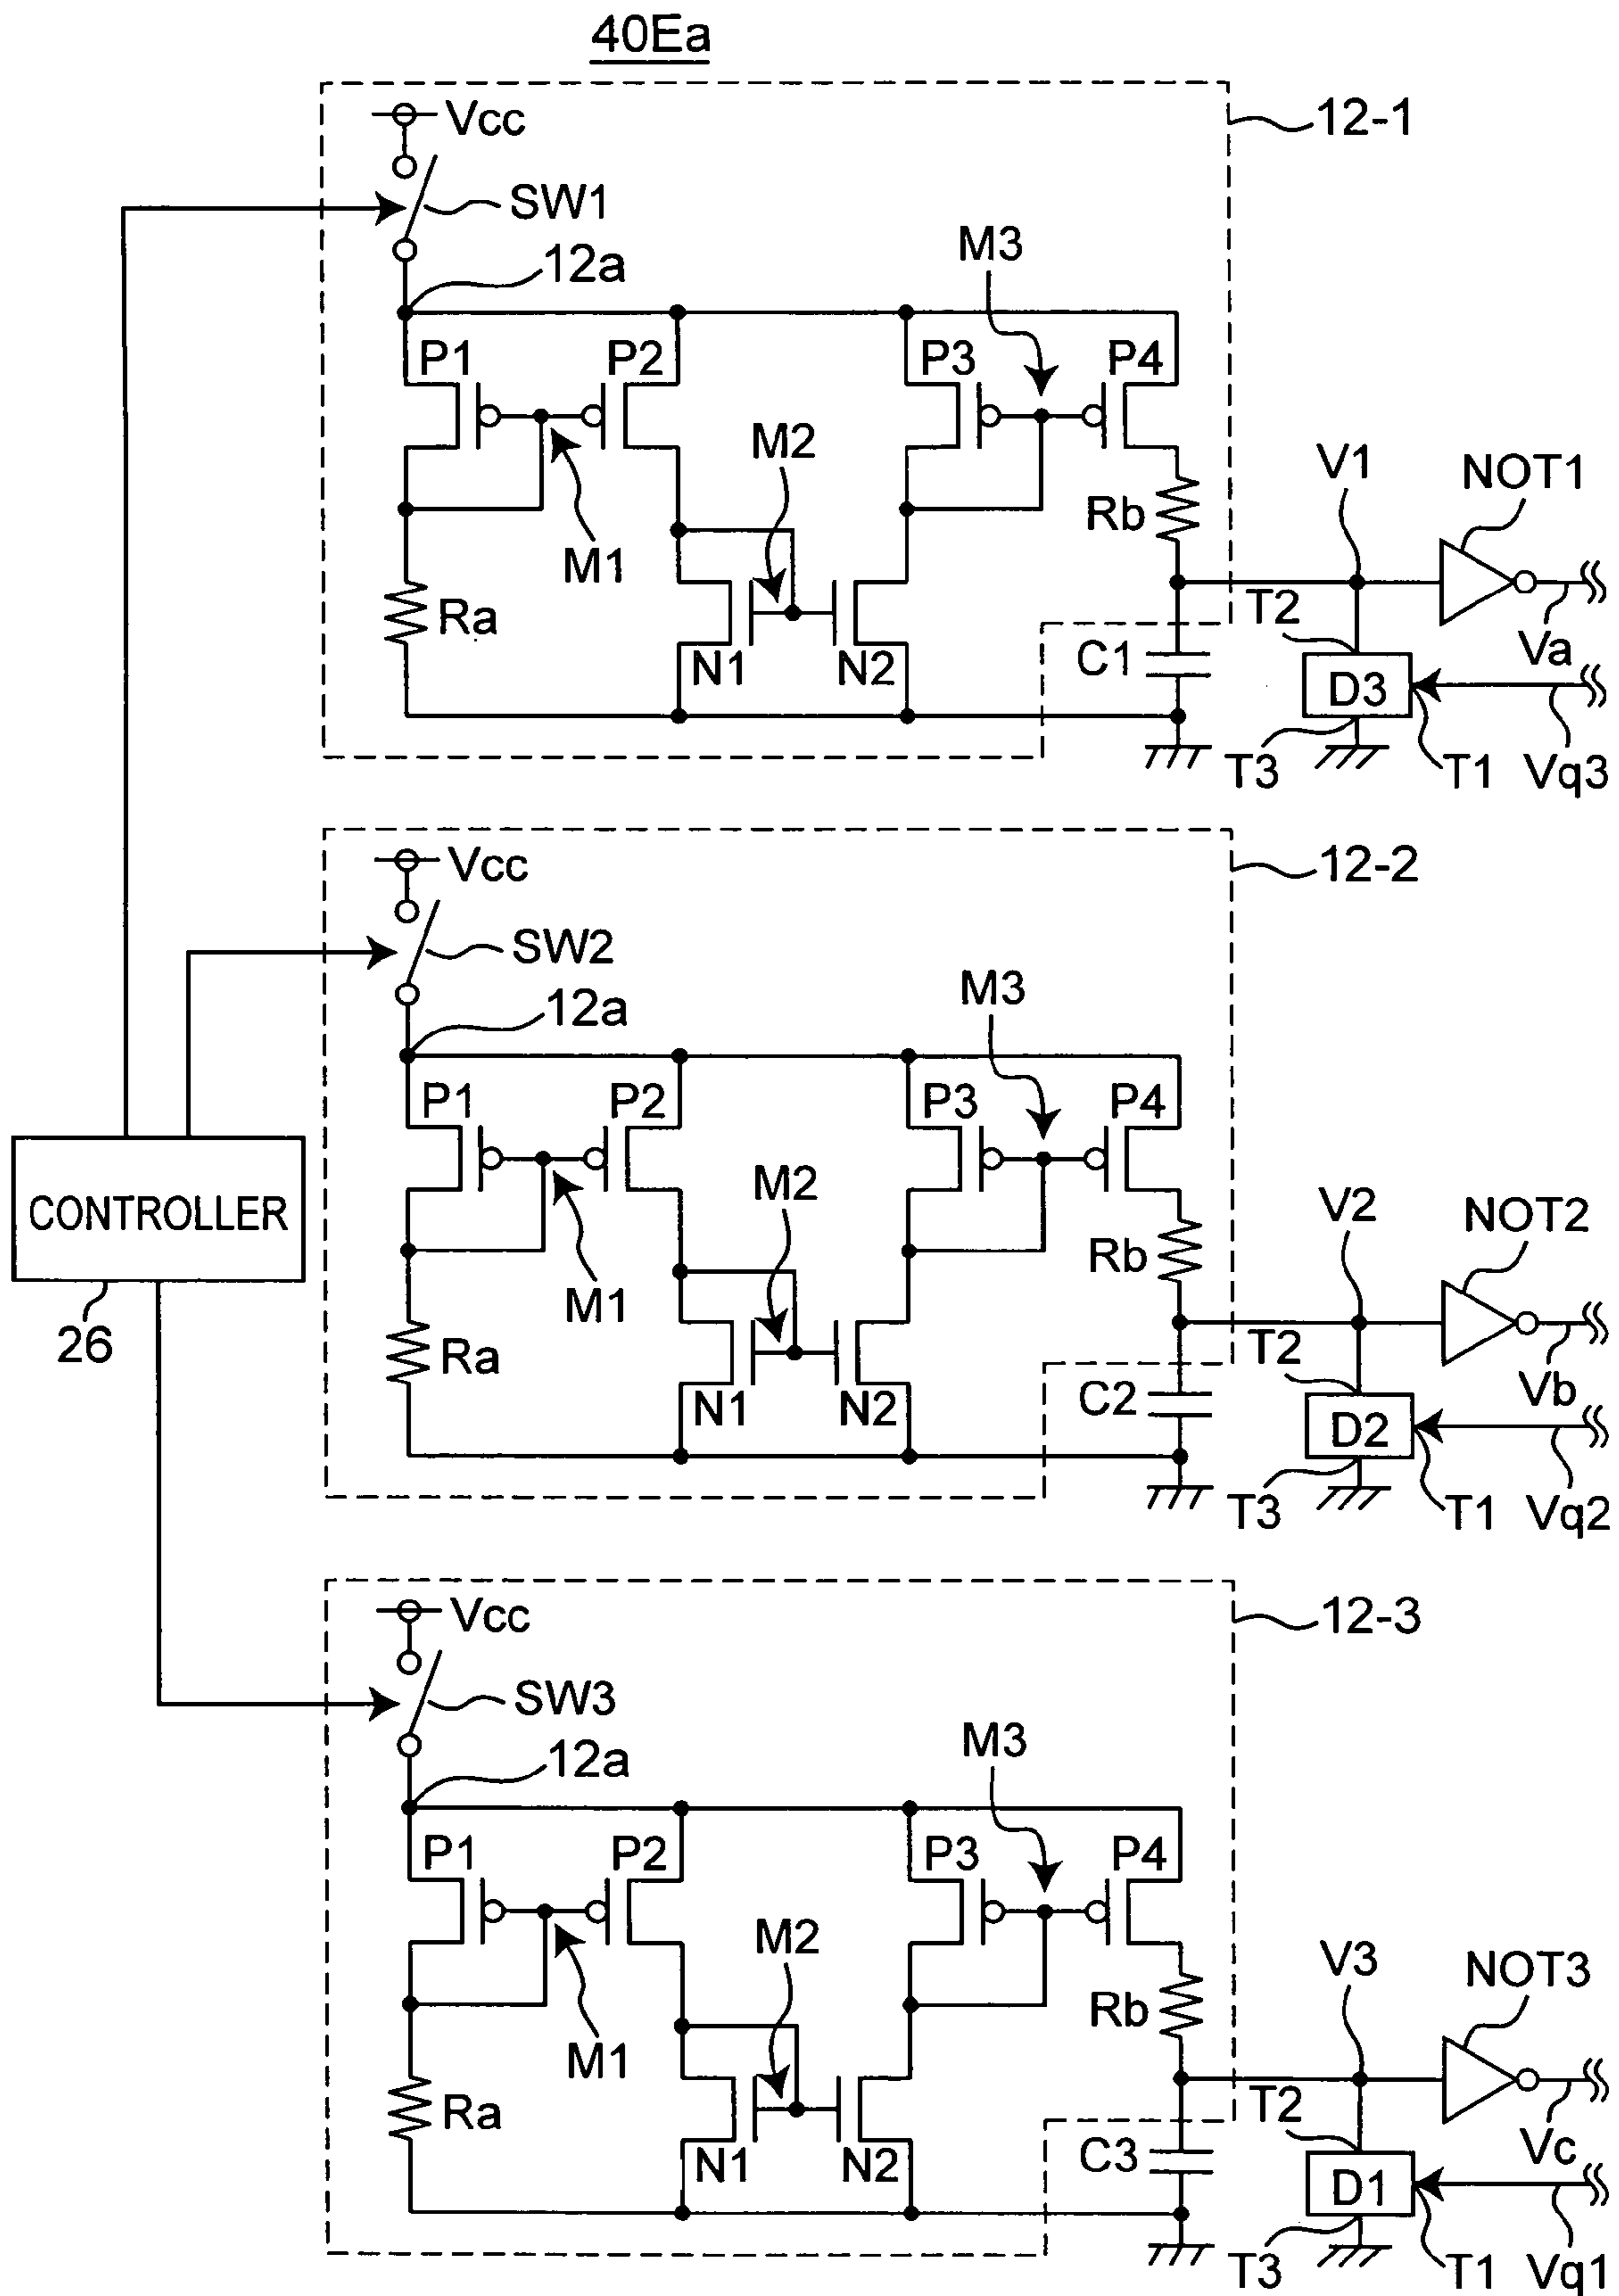 40Ea
Vcc
12-1
SW1
12a
M3
P1
P2
P3
P4
M2
V1
NOT1
Rb
M1
T2
Ra
N1
N2
C1
Va
D3
T3
T1
Vq3
Vcc
12-2
SW2
12a
M3
P1
P2
P3
P4
CONTROLLER
26
M2
V2
NOT2
Rb
M1
T2
Ra
N1
N2
C2
Vb
D2
T3
T1
Vq2
Vcc
12-3
SW3
12a
M3
P1
P2
P3
P4
M2
V3
NOT3
Rb
M1
T2
Ra
N1
N2
C3
Vc
D1
T3
T1
Vq1